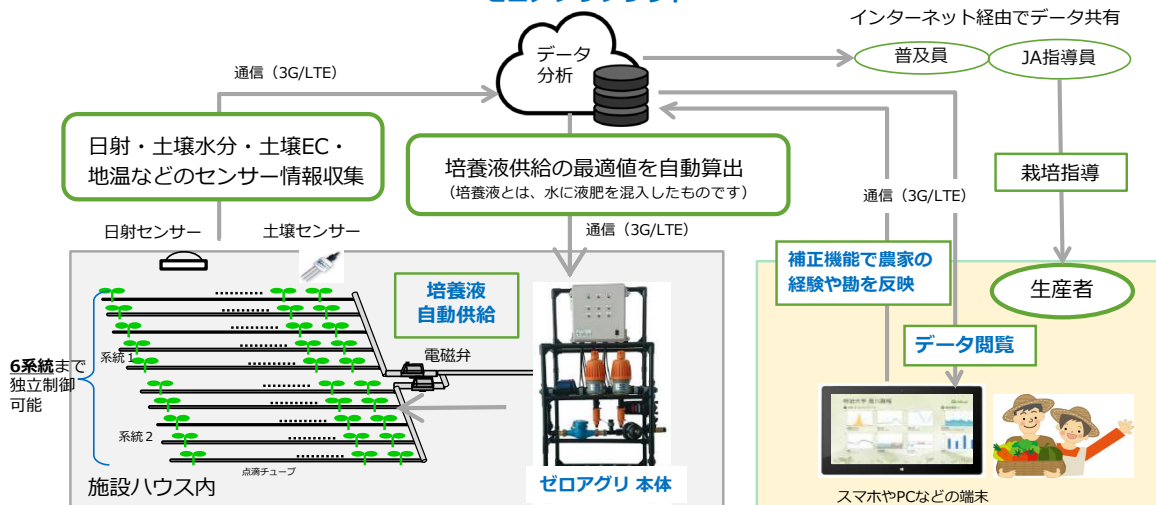 インターネット経由でデータ共有
普及員
JA指導員
データ
分析
通信（3G/LTE）
日射・土壌水分・土壌EC・
地温などのセンサー情報収集
培養液供給の最適値を自動算出
（培養液とは、水に液肥を混入したものです）
栽培指導
通信（3G/LTE）
通信（3G/LTE）
日射センサー
土壌センサー
補正機能で農家の
経験や勘を反映
生産者
培養液
自動供給
データ閲覧
電磁弁
系統1
6系統まで
独立制御
可能
系統2
点滴チューブ
施設ハウス内
ゼロアグリ 本体
スマホやPCなどの端末